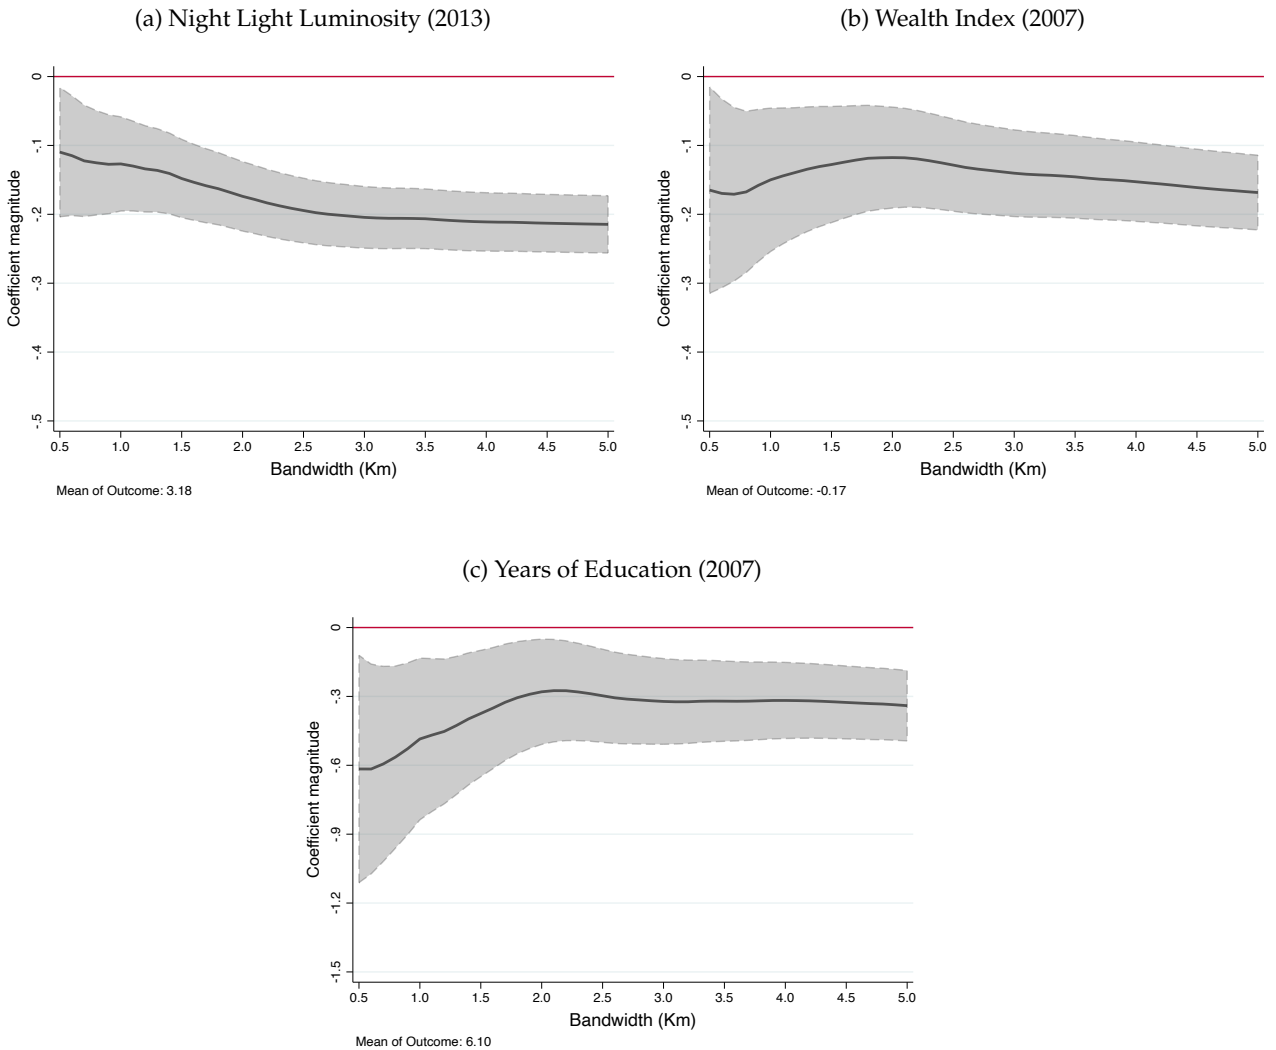 (a) Night Light Luminosity (2013)
0
-.1
-.2
-.3
-.4
-.5
Coefficient magnitude
0.5 1.0 1.5 2.0 2.5 3.0 3.5 4.0 4.5 5.0
Bandwidth (Km)
Mean of Outcome: 3.18
(b) Wealth Index (2007)
0
-.1
-.2
-.3
-.4
-.5
Coefficient magnitude
0.5 1.0 1.5 2.0 2.5 3.0 3.5 4.0 4.5 5.0
Bandwidth (Km)
Mean of Outcome: -0.17
(c) Years of Education (2007)
0
-.3
-.6
-.9
-1.2
-1.5
Coefficient magnitude
0.5 1.0 1.5 2.0 2.5 3.0 3.5 4.0 4.5 5.0
Bandwidth (Km)
Mean of Outcome: 6.10